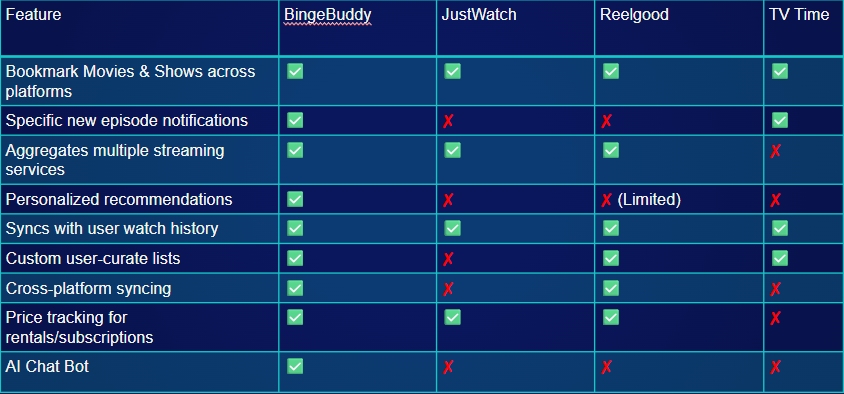 Feature BingeBuddy JustWatch Reelgood TV Time
Bookmark Movies & Shows across
platforms ✅ ✅ ✅ ✅
Specific new episode notifications ✅ ✗ ✗ ✅
Aggregates multiple streaming
services ✅ ✅ ✅ ✗
Personalized recommendations ✅ ✗ ✗ (Limited) ✗
Syncs with user watch history ✅ ✅ ✅ ✅
Custom user-curate lists ✅ ✗ ✅ ✅
Cross-platform syncing ✅ ✗ ✅ ✗
Price tracking for
rentals/subscriptions ✅ ✅ ✅ ✗
AI Chat Bot ✅ ✗ ✗ ✗